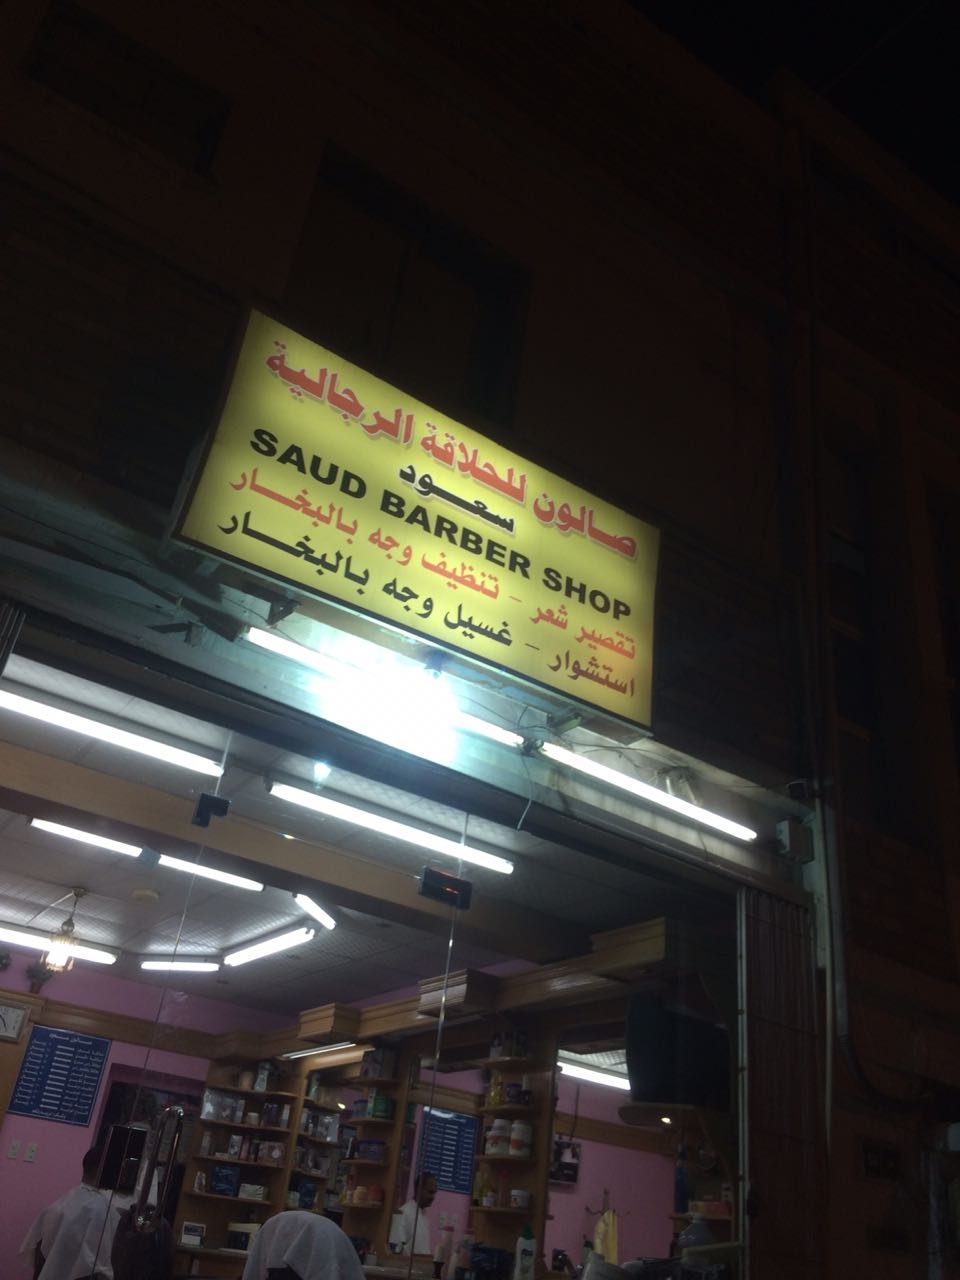 صالون للحلاقة الرجالية
سعود
SAUD BARBER SHOP
تقصير شعر - تنظيف وجه بالبخار
استشوار - غسيل وجه بالبخار